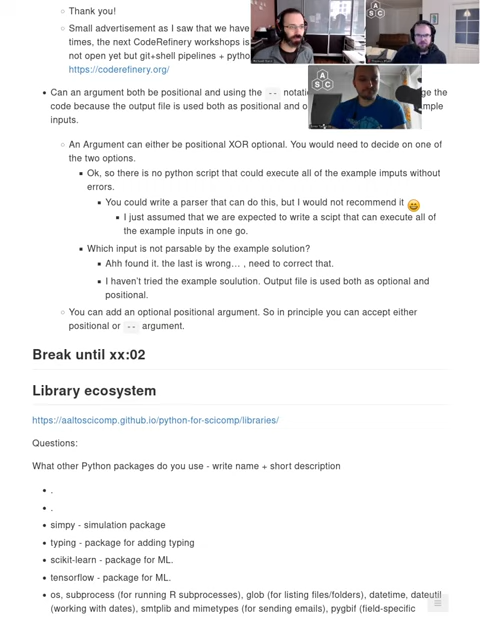 Thank you!
Small advertisement as I saw that we have
times, the next CodeRefinery workshops is
not open yet but git+shell pipelines + pytho
https://coderefinery.org/
Can an argument both be positional and using the -- notati ge the
code because the output file is used both as positional and o mple
inputs.
An Argument can either be positional XOR optional. You would need to decide on one of
the two options.
Ok, so there is no python script that could execute all of the example imputs without
errors.
You could write a parser that can do this, but I would not recommend it 😄
I just assumed that we are expected to write a scipt that can execute all of
the example inputs in one go.
Which input is not parsable by the example solution?
Ahh found it. the last is wrong... , need to correct that.
I haven't tried the example soulution. Output file is used both as optional and
positional.
You can add an optional positional argument. So in principle you can accept either
positional or -- argument.
Break until xx:02
Library ecosystem
https://aaltoscicomp.github.io/python-for-scicomp/libraries/
Questions:
What other Python packages do you use - write name + short description
.
.
simpy - simulation package
typing - package for adding typing
scikit-learn - package for ML.
tensorflow - package for ML.
os, subprocess (for running R subprocesses), glob (for listing files/folders), datetime, dateutil
(working with dates), smtplib and mimetypes (for sending emails), pygbif (field-specific
A
S C
A
S C